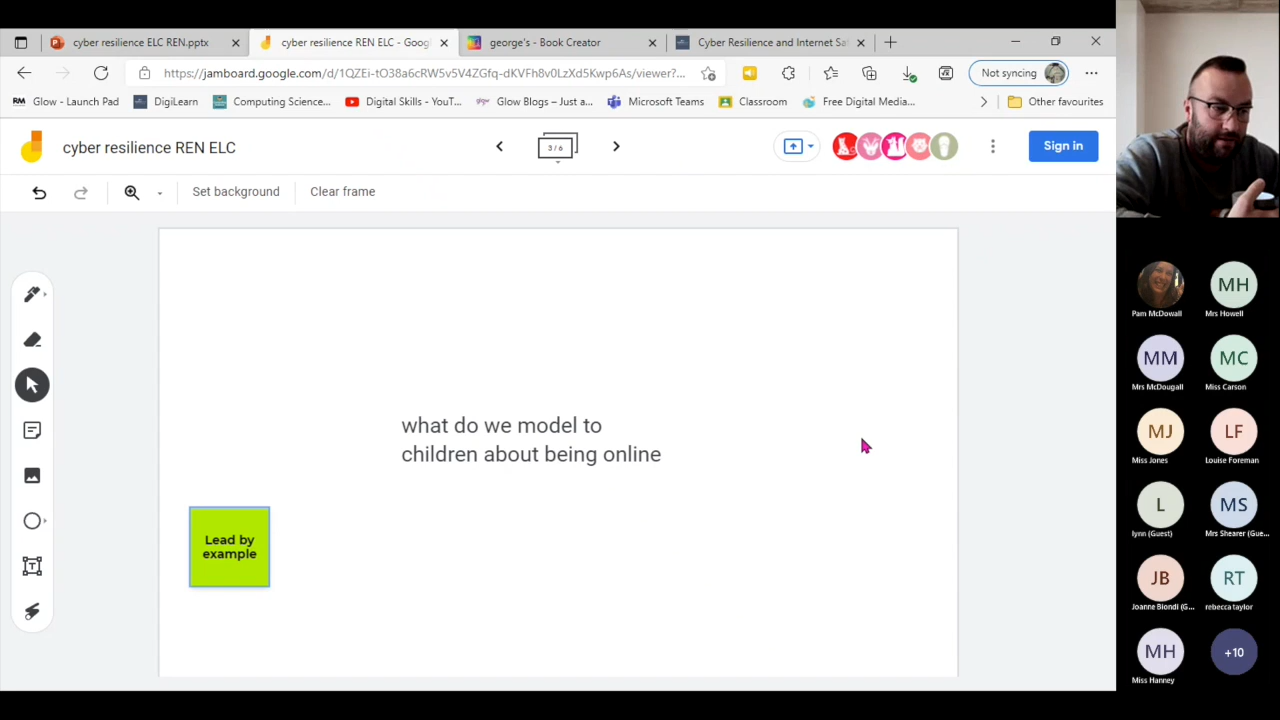 cyber resilience ELC REN.pptx
cyber resilience REN ELC - Goog
george's - Book Creator
Cyber Resilience and Internet Saf
https://jamboard.google.com/d/1QZEi-tO38a6cRW5v5V4ZGfq-dKVFh8v0LzXd5Kwp6As/viewer?...
Not syncing
RM Glow - Launch Pad
DigiLearn
Computing Science...
Digital Skills - YouT...
Glow Blogs – Just a...
Microsoft Teams
Classroom
Free Digital Media...
Other favourites
cyber resilience REN ELC
3 / 6
Sign in
Set background
Clear frame
what do we model to
children about being online
Lead by
example
MH
Pam McDowall
Mrs Howell
MM
MC
Mrs McDougall
Miss Carson
MJ
LF
Miss Jones
Louise Foreman
L
MS
lynn (Guest)
Mrs Shearer (Gue...
JB
RT
Joanne Biondi (G...
rebecca taylor
MH
+10
Miss Hanney